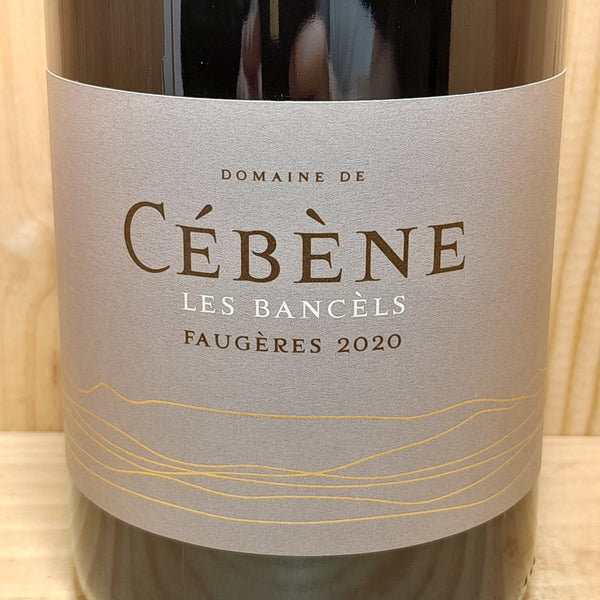 DOMAINE DE
CÉBÈNE
LES BANCÈLS
FAUGÈRES 2020